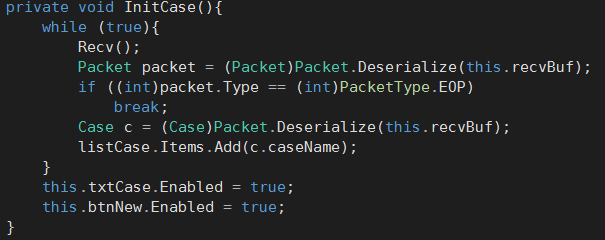 private void InitCase(){
    while (true){
        Recv();
        Packet packet = (Packet)Packet.Deserialize(this.recvBuf);
        if ((int)packet.Type == (int)PacketType.EOP)
            break;
        Case c = (Case)Packet.Deserialize(this.recvBuf);
        listCase.Items.Add(c.caseName);
    }
    this.txtCase.Enabled = true;
    this.btnNew.Enabled = true;
}